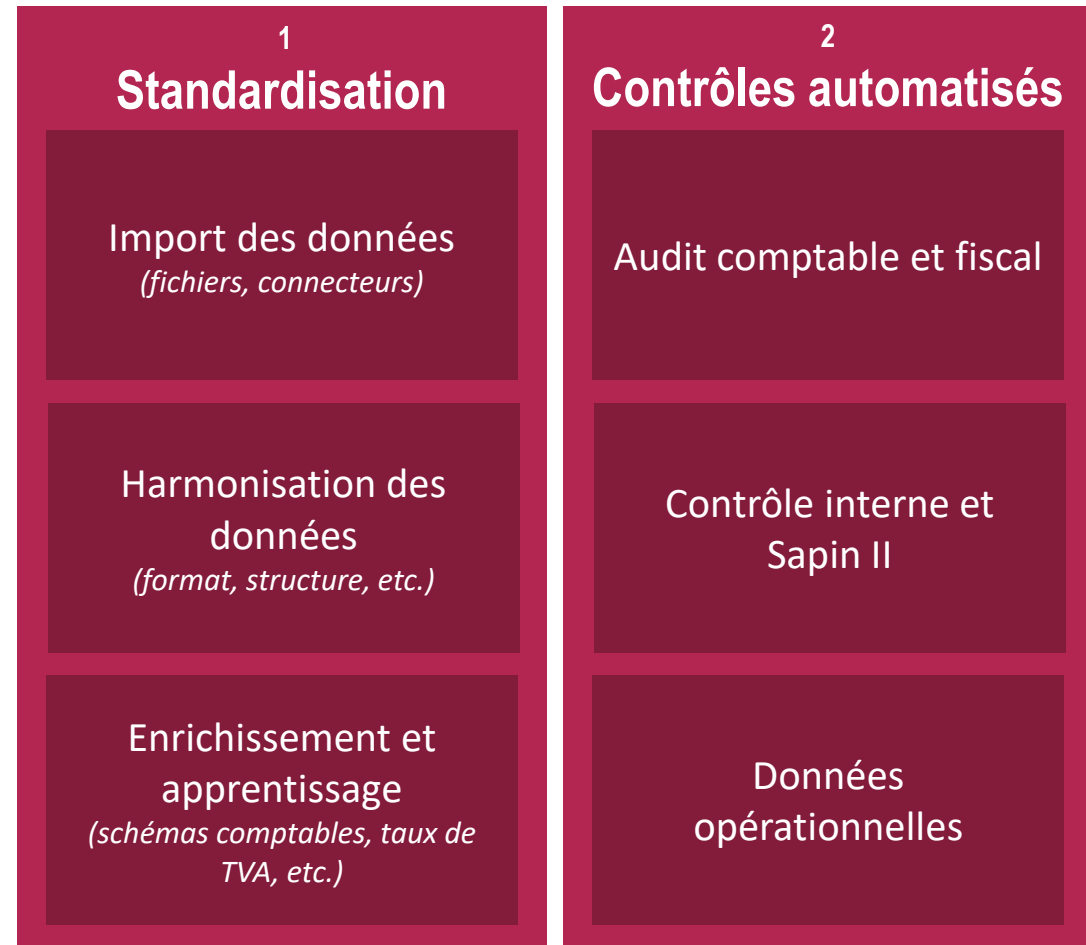 1
Standardisation
Import des données
(fichiers, connecteurs)
Harmonisation des
données
(format, structure, etc.)
Enrichissement et
apprentissage
(schémas comptables, taux de
TVA, etc.)
2
Contrôles automatisés
Audit comptable et fiscal
Contrôle interne et
Sapin II
Données
opérationnelles